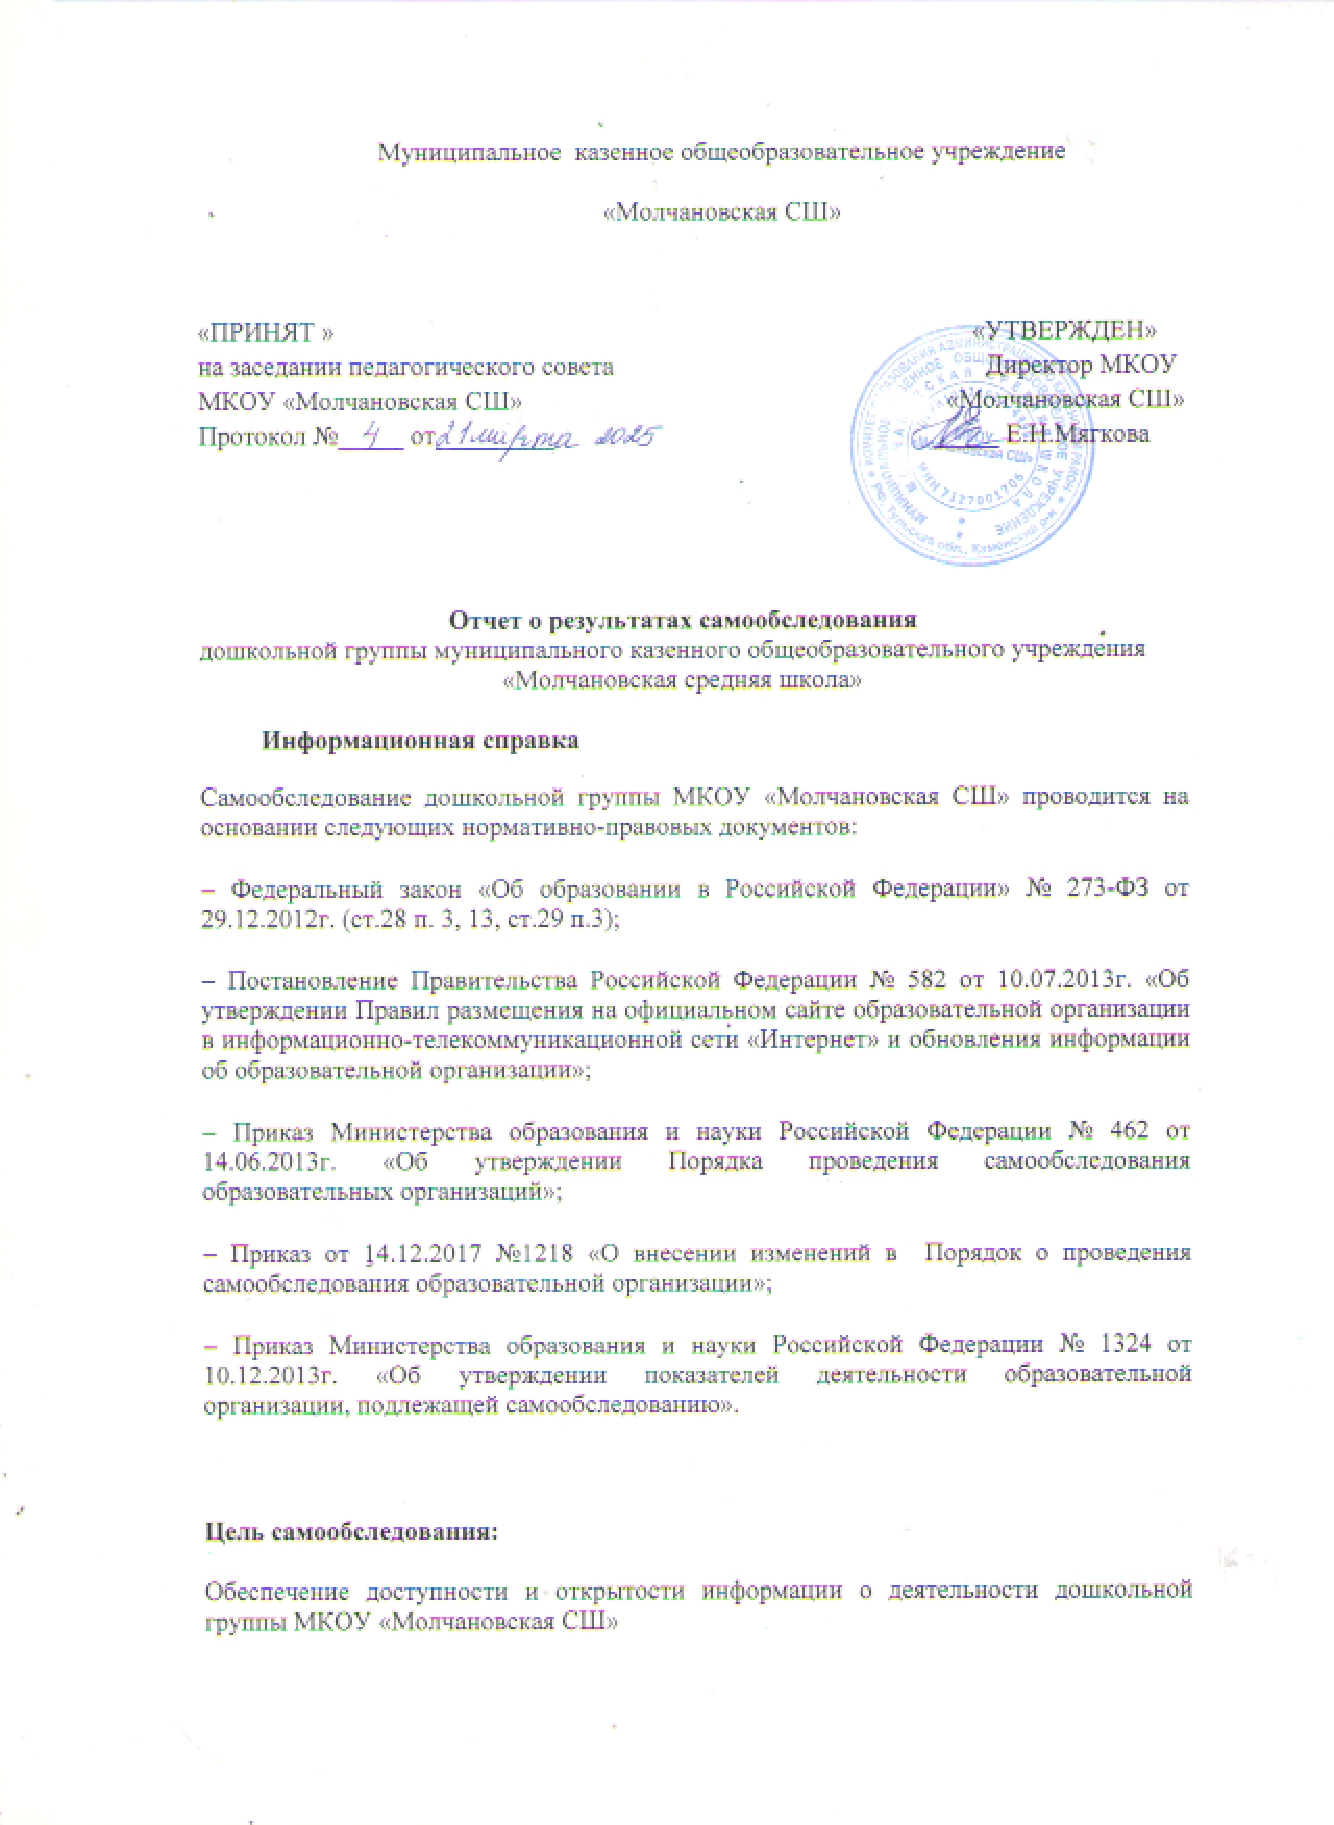 Муниципальное казенное общеобразовательное учреждение
«Молчановская СШ»
«ПРИНЯТ »
на заседании педагогического совета
МКОУ «Молчановская СШ»
Протокол № 4 от 21 марта 2025
«УТВЕРЖДЕН»
Директор МКОУ
«Молчановская СШ»
Е.Н.Мягкова
ИНН 7127001706
РФ, Тульская обл., Каменский р-н
Отчет о результатах самообследования
дошкольной группы муниципального казенного общеобразовательного учреждения
«Молчановская средняя школа»
Информационная справка
Самообследование дошкольной группы МКОУ «Молчановская СШ» проводится на
основании следующих нормативно-правовых документов:
– Федеральный закон «Об образовании в Российской Федерации» № 273-ФЗ от
29.12.2012г. (ст.28 п. 3, 13, ст.29 п.3);
– Постановление Правительства Российской Федерации № 582 от 10.07.2013г. «Об
утверждении Правил размещения на официальном сайте образовательной организации
в информационно-телекоммуникационной сети «Интернет» и обновления информации
об образовательной организации»;
– Приказ Министерства образования и науки Российской Федерации № 462 от
14.06.2013г. «Об утверждении Порядка проведения самообследования
образовательных организаций»;
– Приказ от 14.12.2017 №1218 «О внесении изменений в Порядок о проведения
самообследования образовательной организации»;
– Приказ Министерства образования и науки Российской Федерации № 1324 от
10.12.2013г. «Об утверждении показателей деятельности образовательной
организации, подлежащей самообследованию».
Цель самообследования:
Обеспечение доступности и открытости информации о деятельности дошкольной
группы МКОУ «Молчановская СШ»